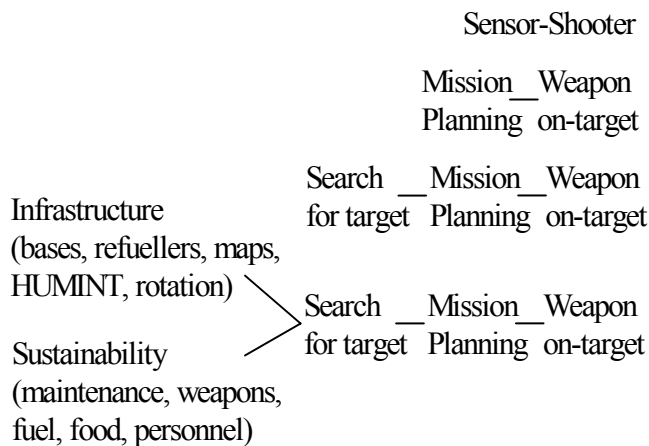 Sensor-Shooter
Mission Weapon
Planning on-target
Search Mission Weapon
for target Planning on-target
Infrastructure
(bases, refuellers, maps,
HUMINT, rotation)
Search Mission Weapon
for target Planning on-target
Sustainability
(maintenance, weapons,
fuel, food, personnel)